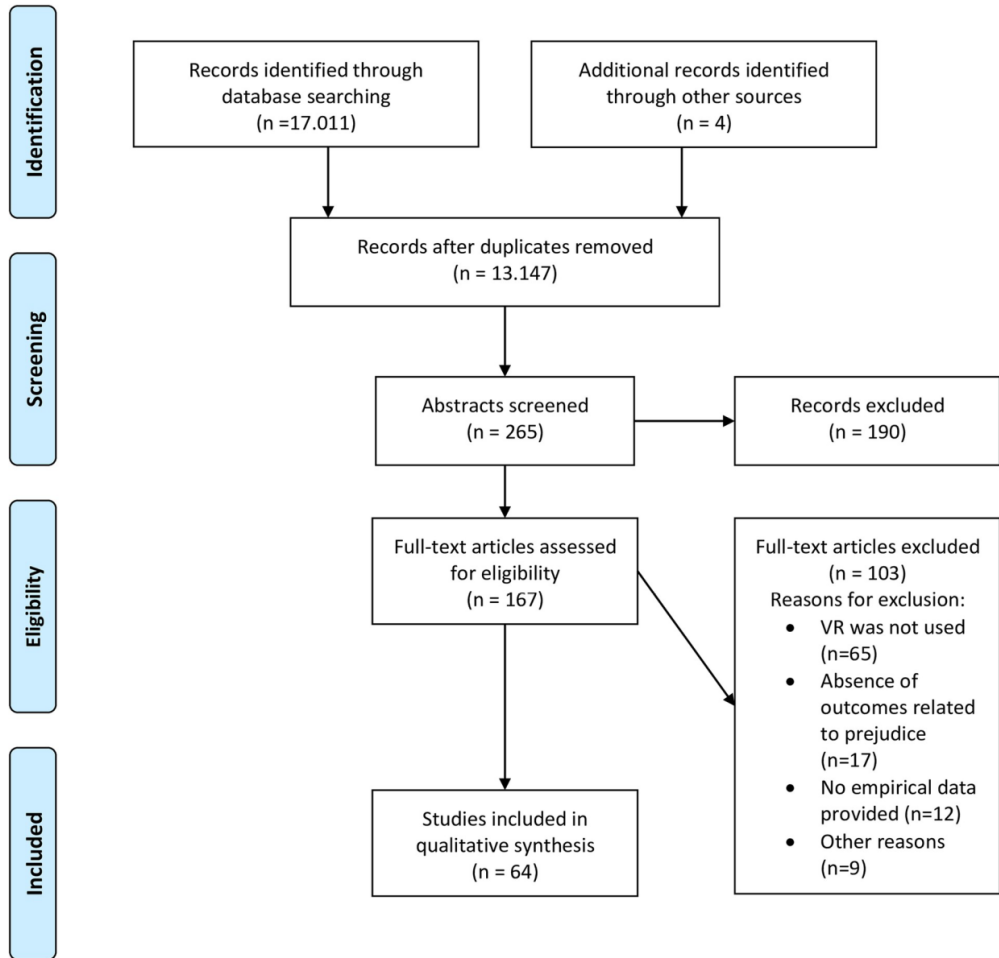 Identification
Records identified through
database searching
(n =17.011)
Additional records identified
through other sources
(n = 4)
Screening
Records after duplicates removed
(n = 13.147)
Abstracts screened
(n = 265)
Records excluded
(n = 190)
Eligibility
Full-text articles assessed
for eligibility
(n = 167)
Full-text articles excluded
(n = 103)
Reasons for exclusion:
• VR was not used
(n=65)
• Absence of
outcomes related
to prejudice
(n=17)
• No empirical data
provided (n=12)
• Other reasons
(n=9)
Included
Studies included in
qualitative synthesis
(n = 64)